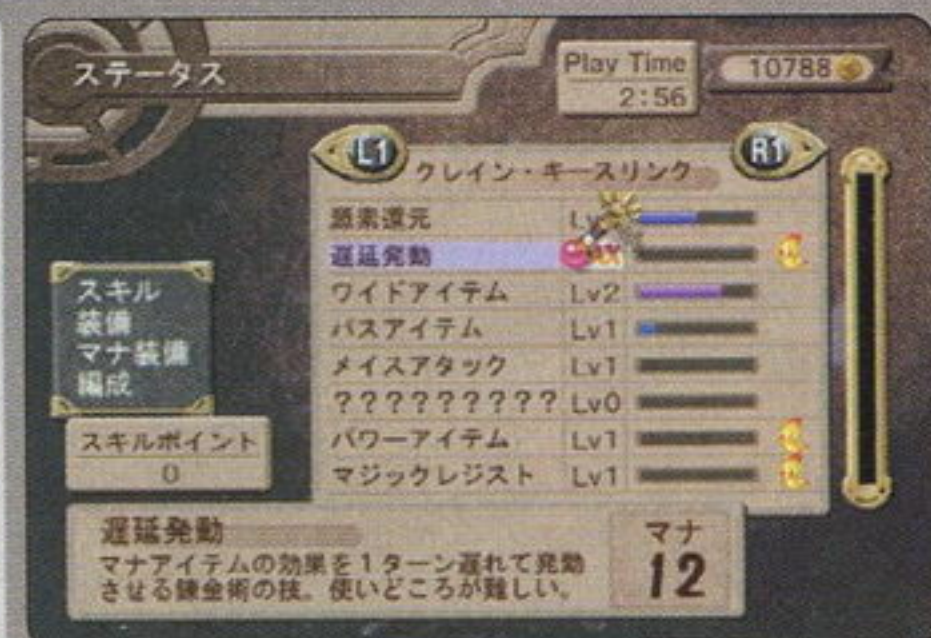 ステータス
Play Time
2:56
10788
L1
R1
クレイン・キースリンク
元素還元 Lv
遅延発動
ワイドアイテム Lv2
パスアイテム Lv1
メイスアタック Lv1
????????? Lv0
パワーアイテム Lv1
マジックレジスト Lv1
スキル
装備
マナ装備
編成
スキルポイント
0
遅延発動
マナアイテムの効果を1ターン遅れて発動
させる錬金術の技。使いどころが難しい。
マナ
12